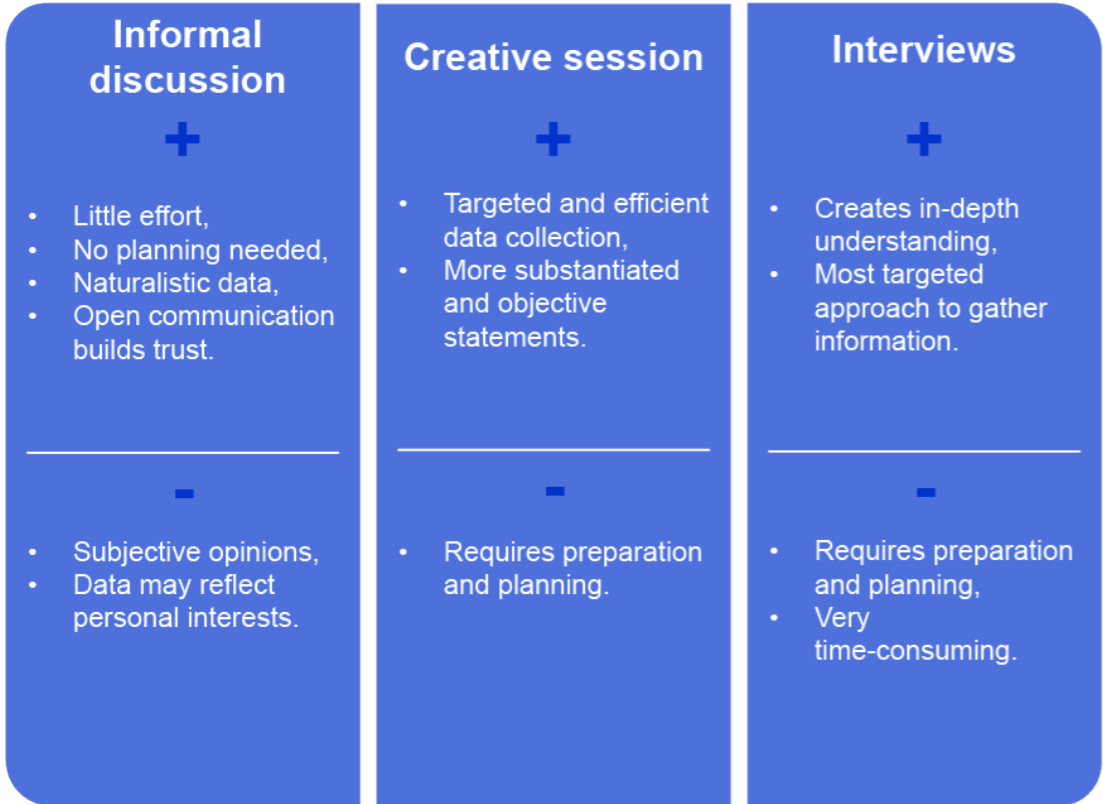 Informal
discussion
+
• Little effort,
• No planning needed,
• Naturalistic data,
• Open communication
builds trust.
-
• Subjective opinions,
• Data may reflect
personal interests.
Creative session
+
• Targeted and efficient
data collection,
• More substantiated
and objective
statements.
-
• Requires preparation
and planning.
Interviews
+
• Creates in-depth
understanding,
• Most targeted
approach to gather
information.
-
• Requires preparation
and planning,
• Very
time-consuming.